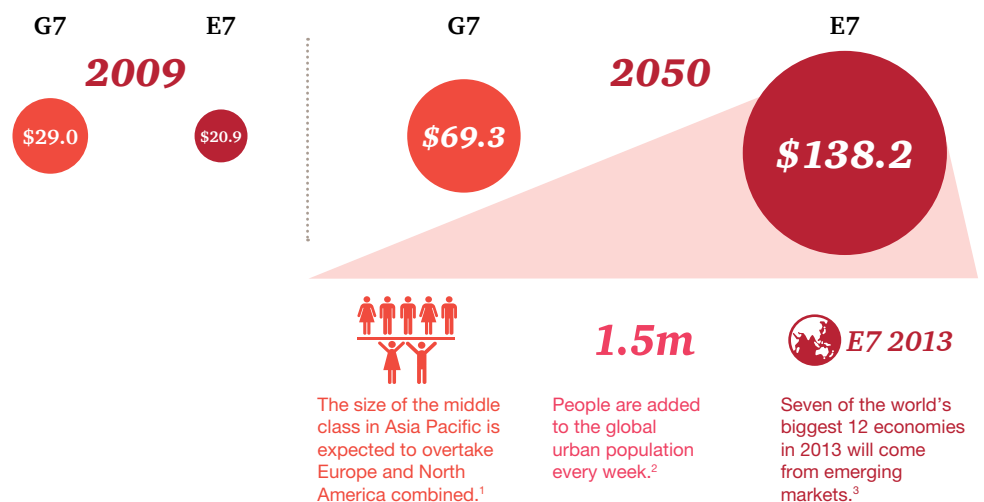 G7
E7
2009
$29.0
$20.9
G7
E7
2050
$69.3
$138.2
The size of the middle
class in Asia Pacific is
expected to overtake
Europe and North
America combined.1
1.5m
People are added
to the global
urban population
every week.2
E7 2013
Seven of the world's
biggest 12 economies
in 2013 will come
from emerging
markets.3